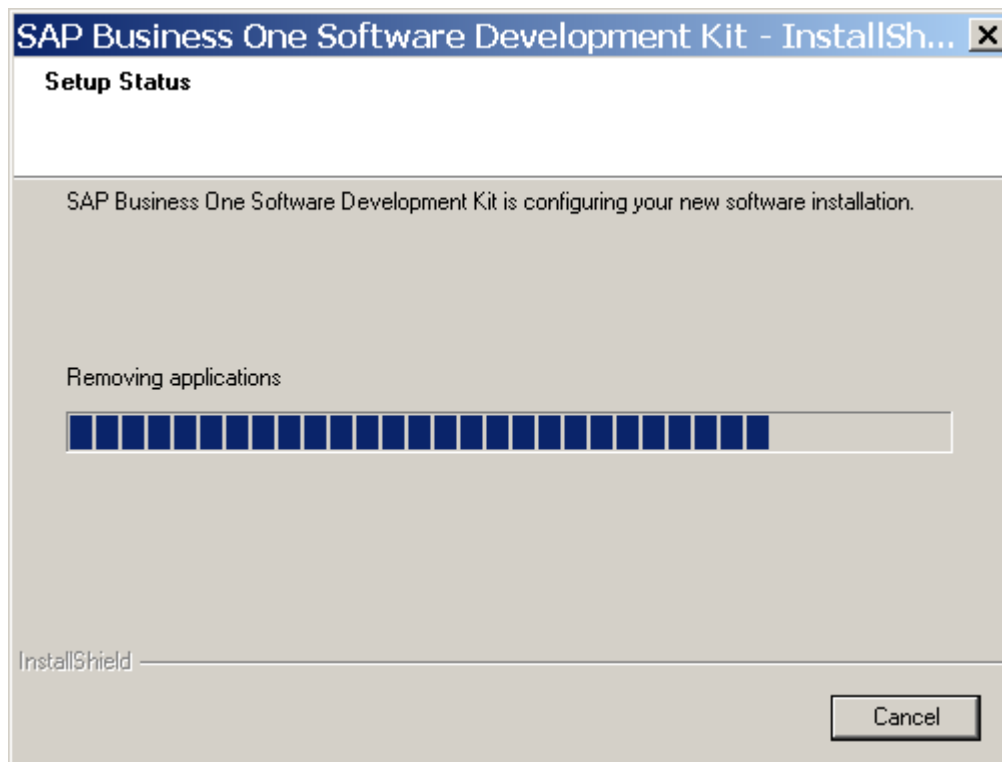 SAP Business One Software Development Kit - InstallSh...
Setup Status
SAP Business One Software Development Kit is configuring your new software installation.
Removing applications
InstallShield
Cancel